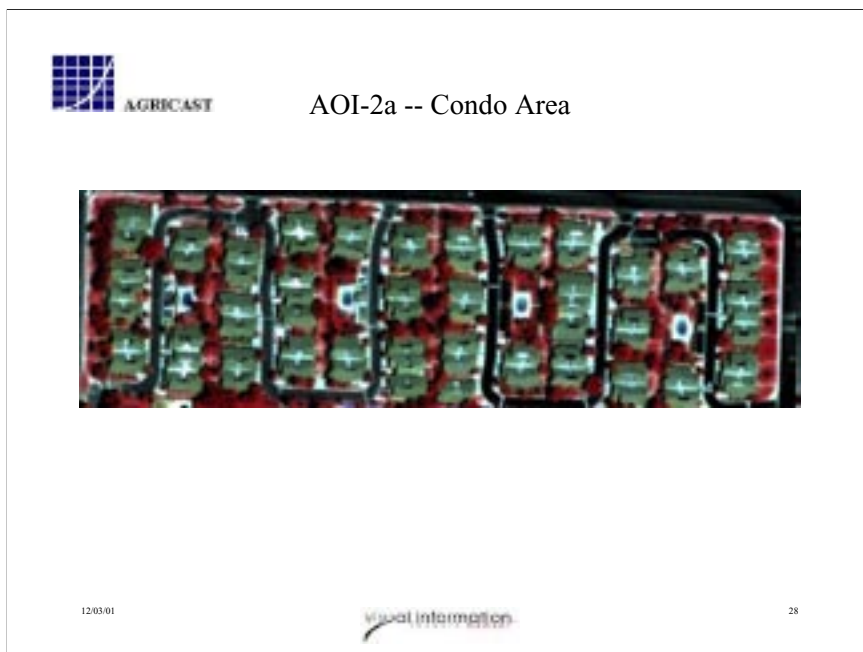 AGRICAST
AOI-2a -- Condo Area
12/03/01
visual information
28